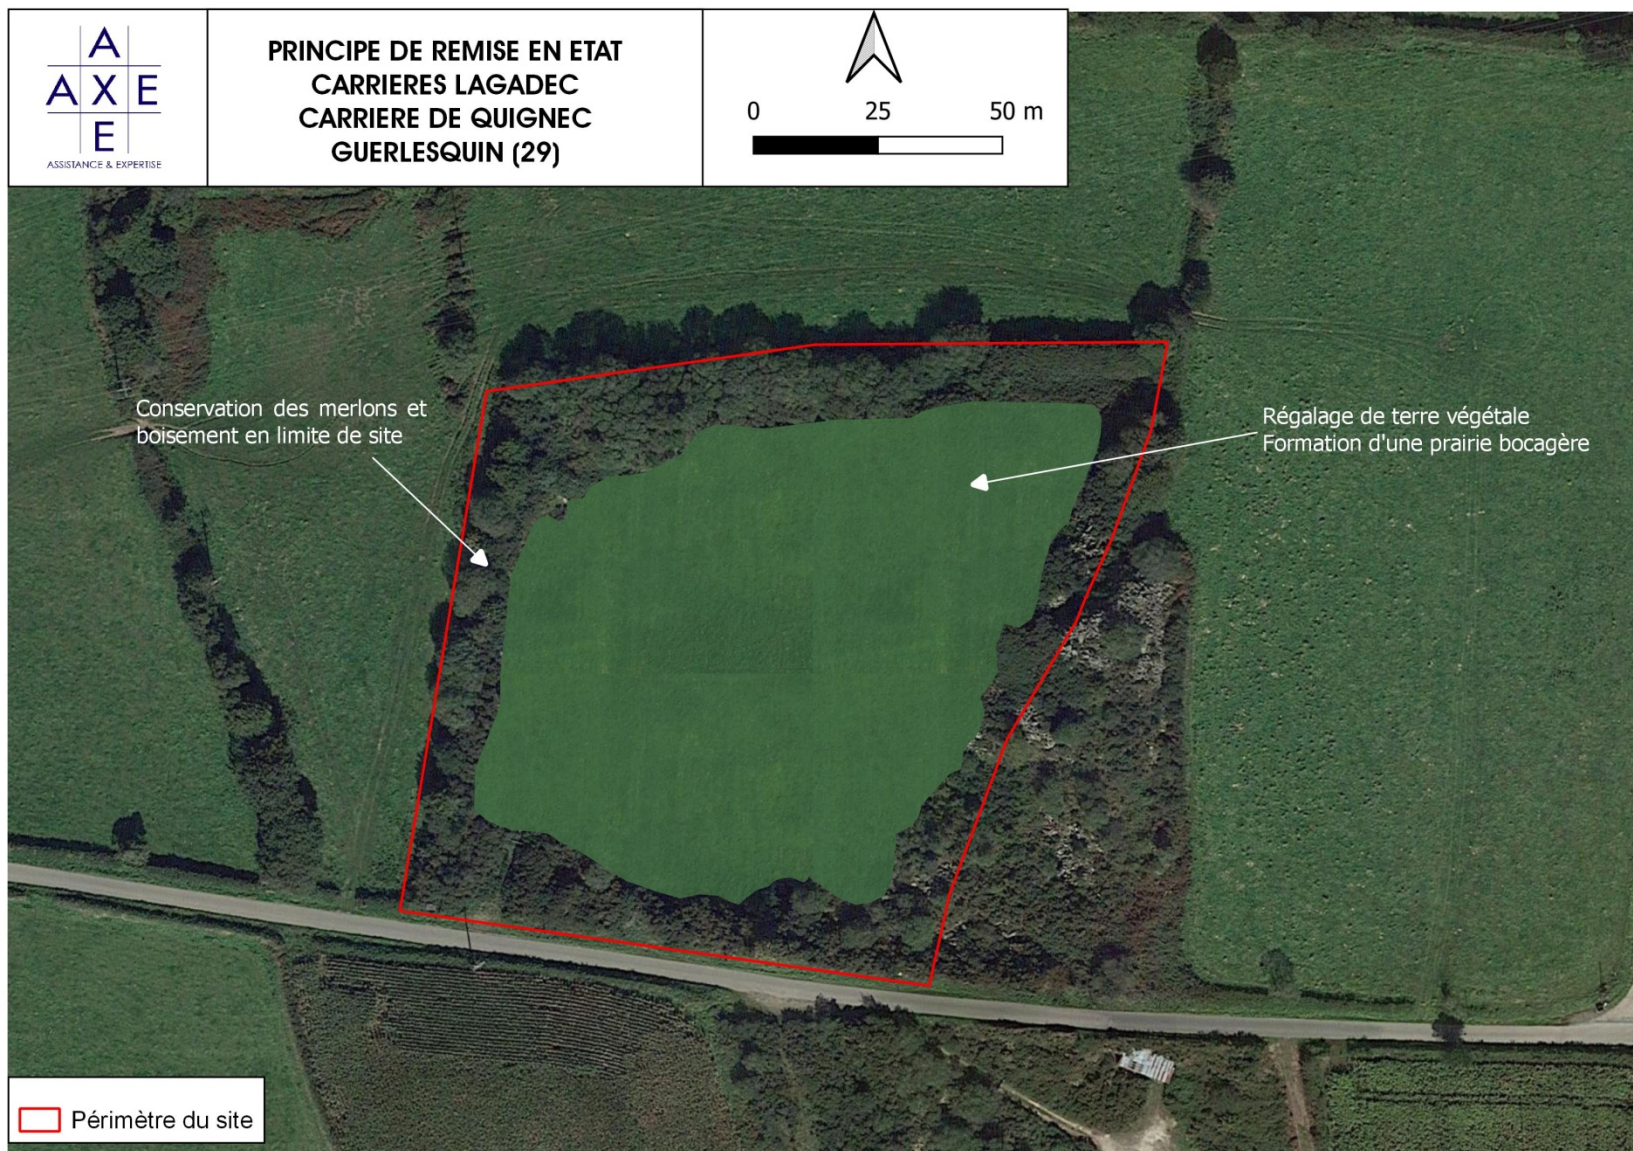 A
A X E
E
ASSISTANCE & EXPERTISE
PRINCIPE DE REMISE EN ETAT
CARRIERES LAGADEC
CARRIERE DE QUIGNEC
GUERLESQUIN (29)
0 25 50 m
Conservation des merlons et
boisement en limite de site
Régalage de terre végétale
Formation d'une prairie bocagère
Périmètre du site